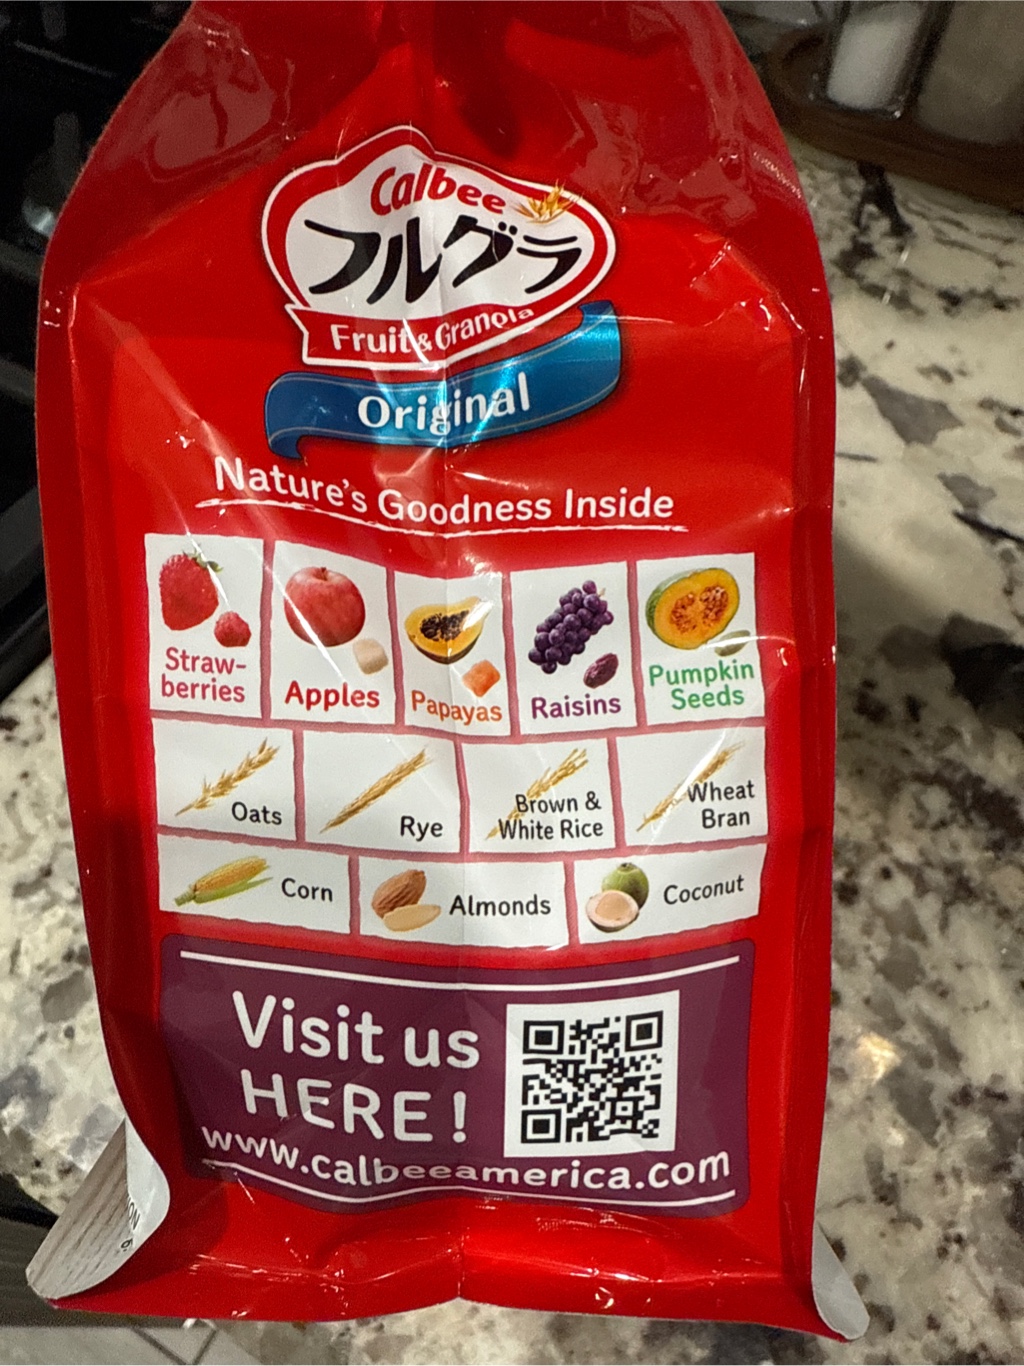 Calbee
フルグラ
Fruit & Granola
Original
Nature's Goodness Inside
Straw-
berries
Apples
Papayas
Raisins
Pumpkin
Seeds
Oats
Rye
Brown &
White Rice
Wheat
Bran
Corn
Almonds
Coconut
Visit us
HERE!
www.calbeeamerica.com